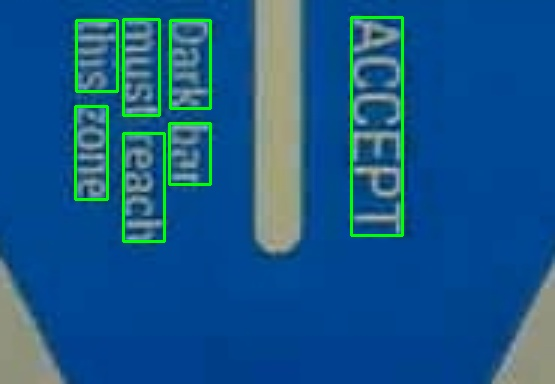 ACCEPT
Dark bar
must reach
this zone